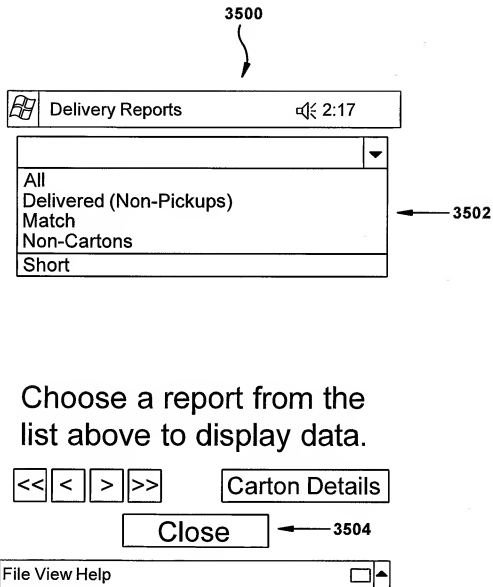 3500
Delivery Reports 2:17
All
Delivered (Non-Pickups)
Match
3502
Non-Cartons
Short
Choose a report from the
list above to display data.
<< < > >> Carton Details
Close 3504
File View Help